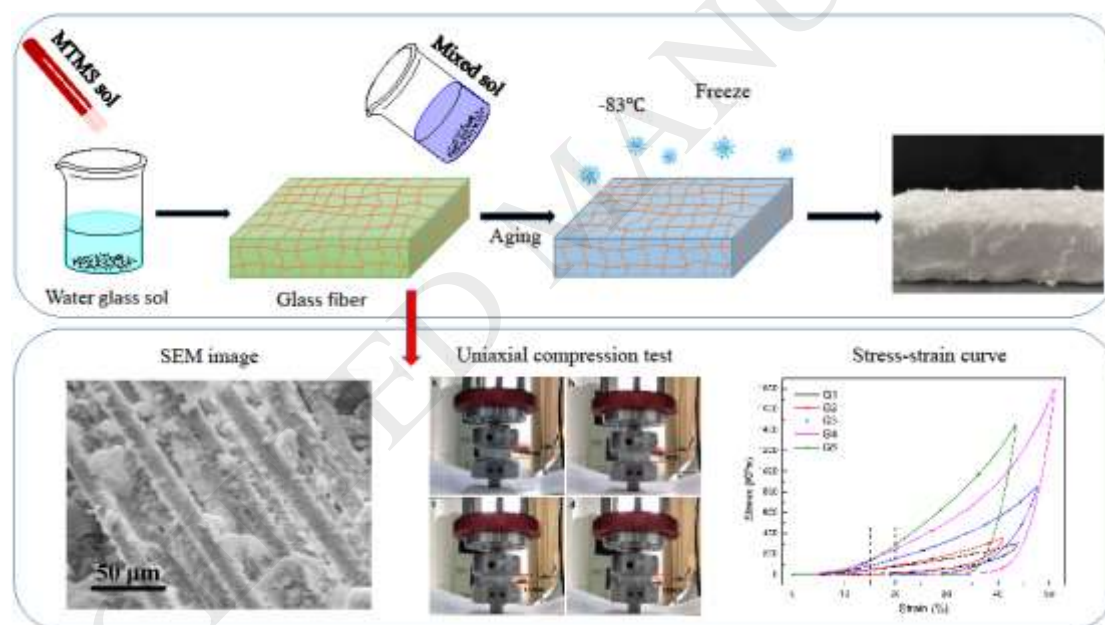 MTMS sol
Mixed sol
-83℃
Freeze
Aging
Water glass sol
Glass fiber
SEM image
Uniaxial compression test
Stress-strain curve
50 μm
G1
G2
G3
G4
G5
Strain (%)